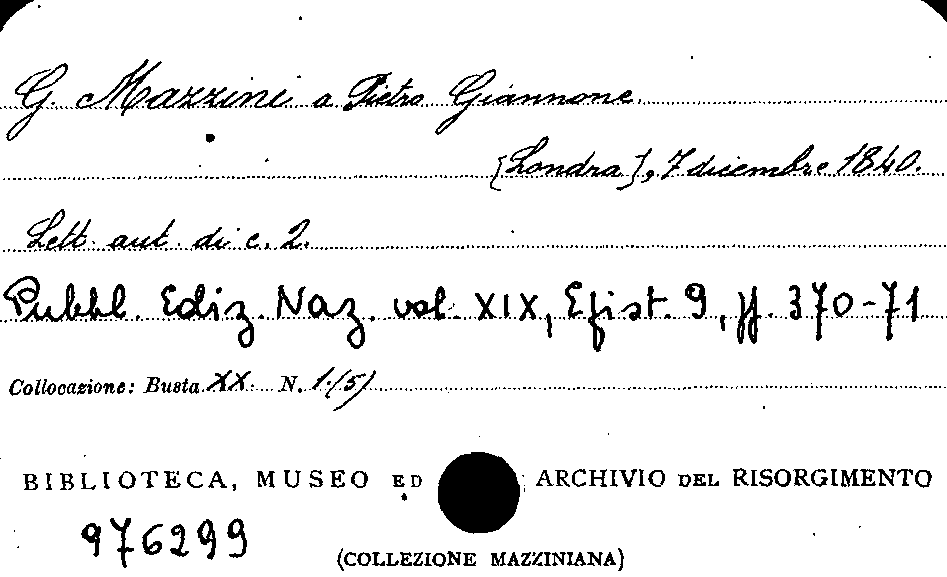 G. Mazzini a Pietro Giannone.
[Londra], 7 dicembre 1840.
Lett. aut. di c. 2.
Pubbl. Ediz. Naz. vol. XIX, Epist. 9, pp. 370-71
Collocazione: Busta XX N. 1.(5)
BIBLIOTECA, MUSEO ED ARCHIVIO DEL RISORGIMENTO
976299
(COLLEZIONE MAZZINIANA)